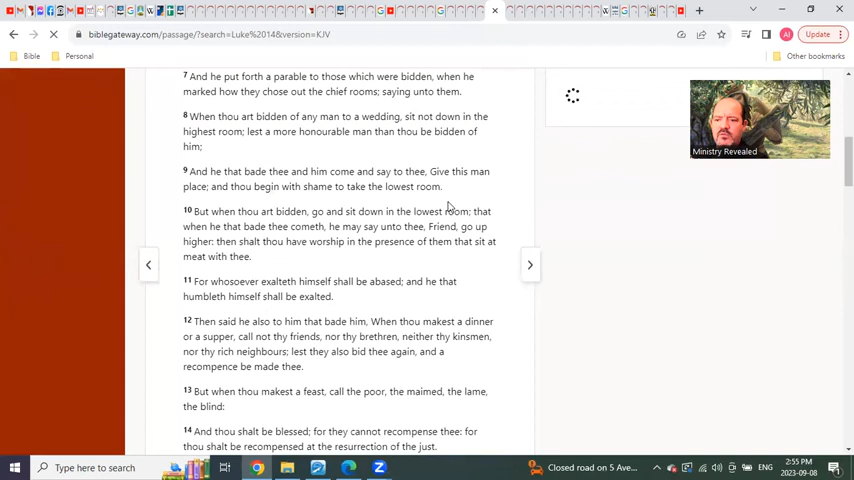 Update
biblegateway.com/passage/?search=Luke%2014&version=KJV
Bible
Personal
Other bookmarks
7 And he put forth a parable to those which were bidden, when he
marked how they chose out the chief rooms; saying unto them.
8 When thou art bidden of any man to a wedding, sit not down in the
highest room; lest a more honourable man than thou be bidden of
him;
9 And he that bade thee and him come and say to thee, Give this man
place; and thou begin with shame to take the lowest room.
10 But when thou art bidden, go and sit down in the lowest room; that
when he that bade thee cometh, he may say unto thee, Friend, go up
higher: then shalt thou have worship in the presence of them that sit at
meat with thee.
11 For whosoever exalteth himself shall be abased; and he that
humbleth himself shall be exalted.
12 Then said he also to him that bade him, When thou makest a dinner
or a supper, call not thy friends, nor thy brethren, neither thy kinsmen,
nor thy rich neighbours; lest they also bid thee again, and a
recompence be made thee.
13 But when thou makest a feast, call the poor, the maimed, the lame,
the blind:
14 And thou shalt be blessed; for they cannot recompense thee: for
thou shalt be recompensed at the resurrection of the just.
Ministry Revealed
Type here to search
Closed road on 5 Ave...
ENG
2:55 PM
2023-09-08